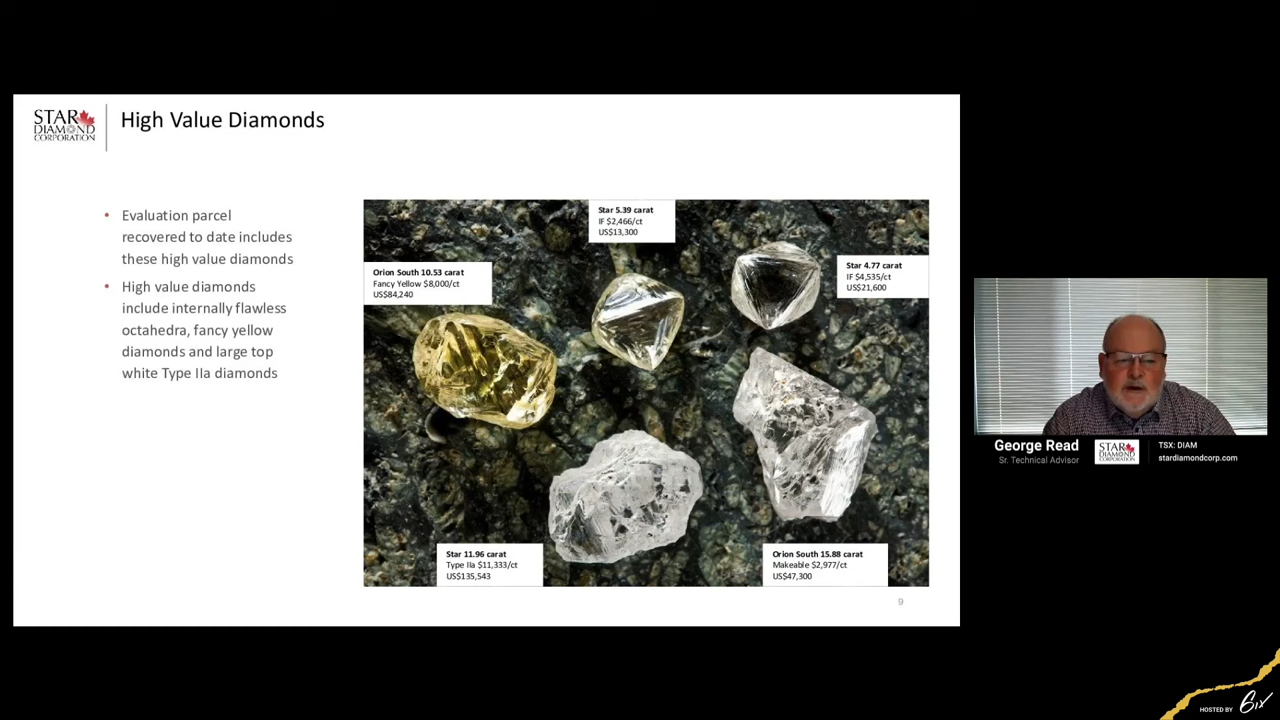 STAR
DIAMOND
CORPORATION
High Value Diamonds
• Evaluation parcel
recovered to date includes
these high value diamonds
• High value diamonds
include internally flawless
octahedra, fancy yellow
diamonds and large top
white Type IIa diamonds
Star 5.39 carat
IF $2,466/ct
US$13,300
Orion South 10.53 carat
Fancy Yellow $8,000/ct
US$84,240
Star 4.77 carat
IF $4,535/ct
US$21,600
Star 11.96 carat
Type IIa $11,333/ct
US$135,543
Orion South 15.88 carat
Makeable $2,977/ct
US$47,300
9
George Read
Sr. Technical Advisor
STAR
DIAMOND
CORPORATION
TSX: DIAM
stardiamondcorp.com
HOSTED BY 6ix